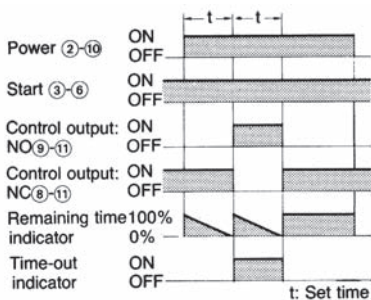 t t
Power ②-⑩ ON
OFF
Start ③-⑥ ON
OFF
Control output: ON
NO⑨-⑪ OFF
Control output: ON
NC⑧-⑪ OFF
Remaining time 100%
indicator 0%
Time-out ON
indicator OFF
t: Set time